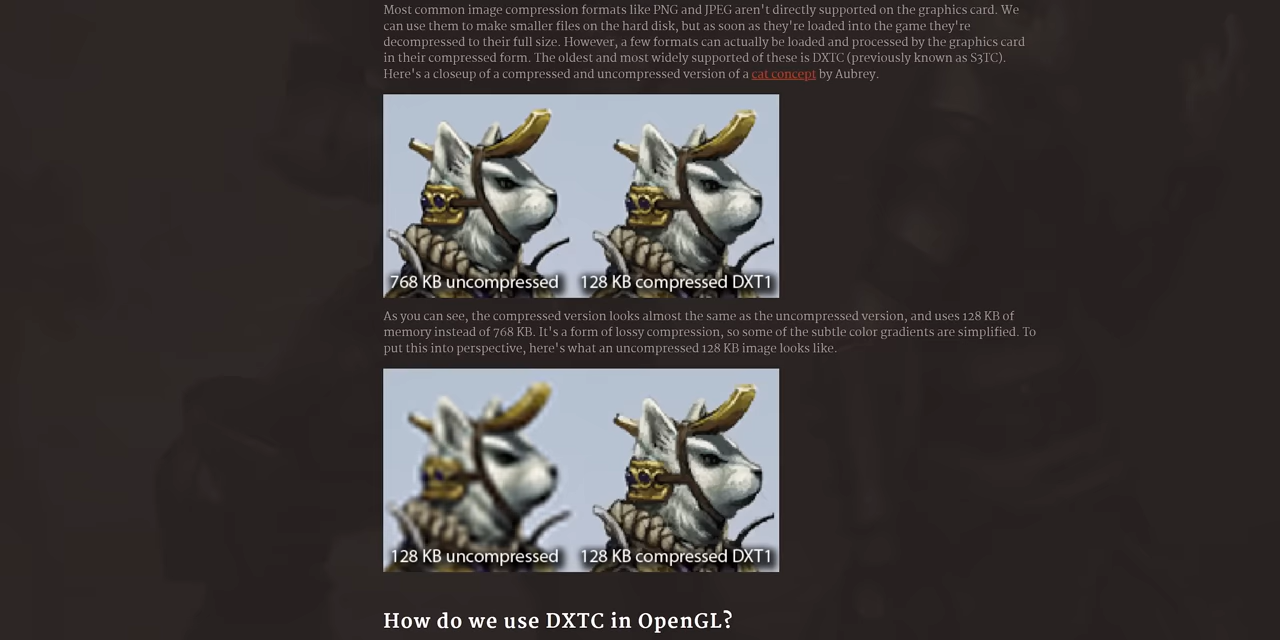 Most common image compression formats like PNG and JPEG aren't directly supported on the graphics card. We
can use them to make smaller files on the hard disk, but as soon as they're loaded into the game they're
decompressed to their full size. However, a few formats can actually be loaded and processed by the graphics card
in their compressed form. The oldest and most widely supported of these is DXTC (previously known as S3TC).
Here's a closeup of a compressed and uncompressed version of a cat concept by Aubrey.
768 KB uncompressed 128 KB compressed DXT1
As you can see, the compressed version looks almost the same as the uncompressed version, and uses 128 KB of
memory instead of 768 KB. It's a form of lossy compression, so some of the subtle color gradients are simplified. To
put this into perspective, here's what an uncompressed 128 KB image looks like.
128 KB uncompressed 128 KB compressed DXT1
How do we use DXTC in OpenGL?